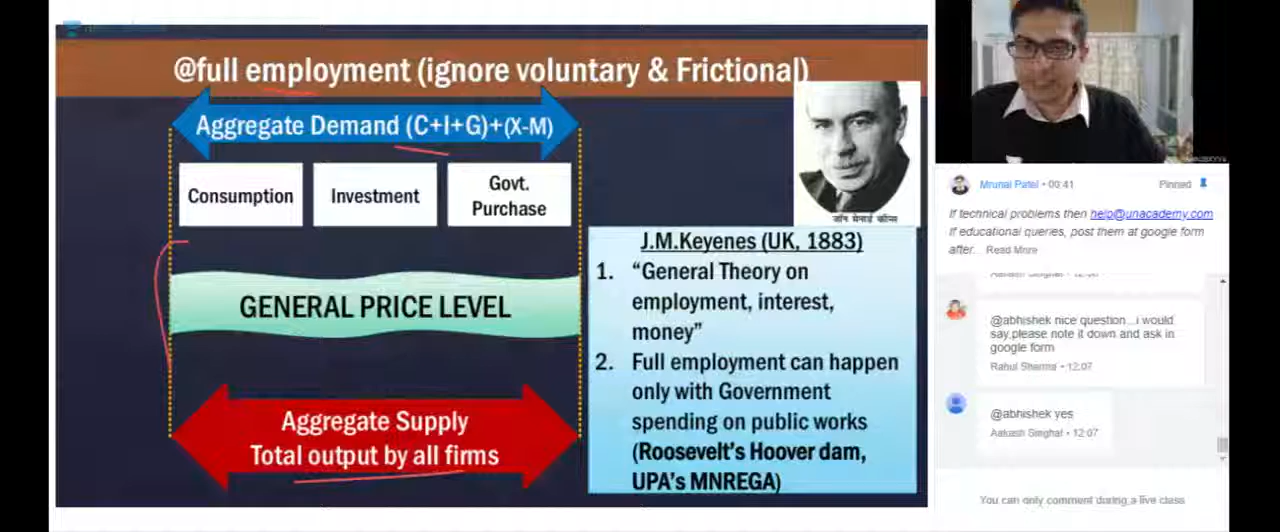 @full employment (ignore voluntary & Frictional)
Aggregate Demand (C+I+G)+(X-M)
Consumption
Investment
Govt.
Purchase
GENERAL PRICE LEVEL
Aggregate Supply
Total output by all firms
जॉन मेनार्ड कीन्स
J.M.Keyenes (UK, 1883)
1. “General Theory on
employment, interest,
money”
2. Full employment can happen
only with Government
spending on public works
(Roosevelt's Hoover dam,
UPA's MNREGA)
Mrunal Patel • 00:41
Pinned
If technical problems then help@unacademy.com
If educational queries, post them at google form
after. Read More
@abhishek nice question...i would
say,please note it down and ask in
google form
Rahul Sharma • 12:07
@abhishek yes
Aakash Singhal • 12:07
You can only comment during a live class